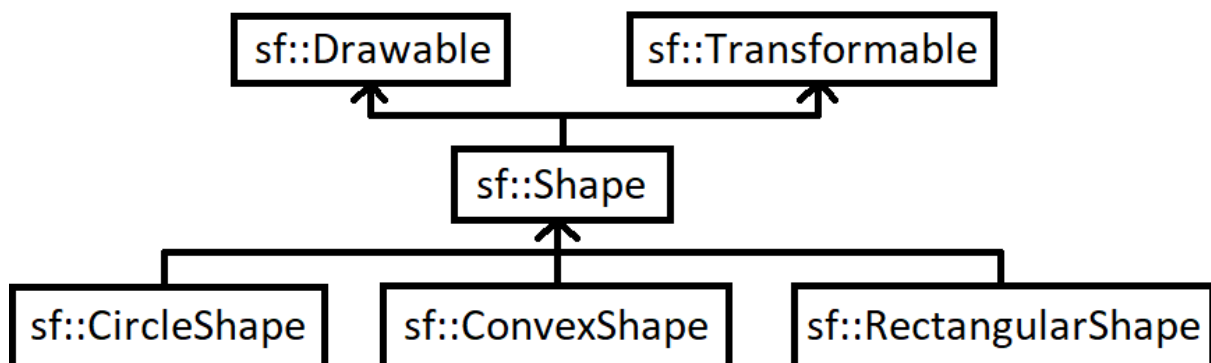 sf::Drawable
sf::Transformable
sf::Shape
sf::CircleShape
sf::ConvexShape
sf::RectangularShape